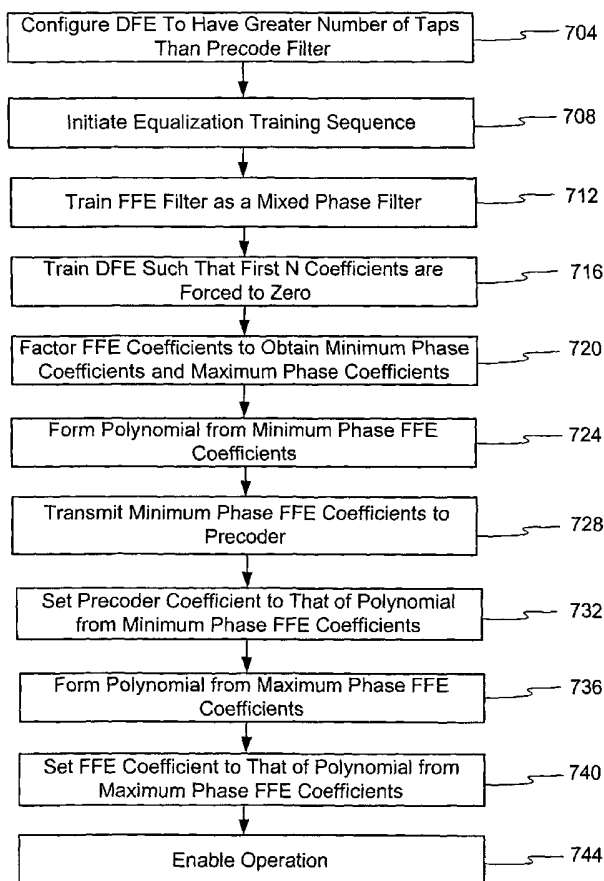 Configure DFE To Have Greater Number of Taps
Than Precode Filter
704
Initiate Equalization Training Sequence
708
Train FFE Filter as a Mixed Phase Filter
712
Train DFE Such That First N Coefficients are
Forced to Zero
716
Factor FFE Coefficients to Obtain Minimum Phase
Coefficients and Maximum Phase Coefficients
720
Form Polynomial from Minimum Phase FFE
Coefficients
724
Transmit Minimum Phase FFE Coefficients to
Precoder
728
Set Precoder Coefficient to That of Polynomial
from Minimum Phase FFE Coefficients
732
Form Polynomial from Maximum Phase FFE
Coefficients
736
Set FFE Coefficient to That of Polynomial from
Maximum Phase FFE Coefficients
740
Enable Operation
744